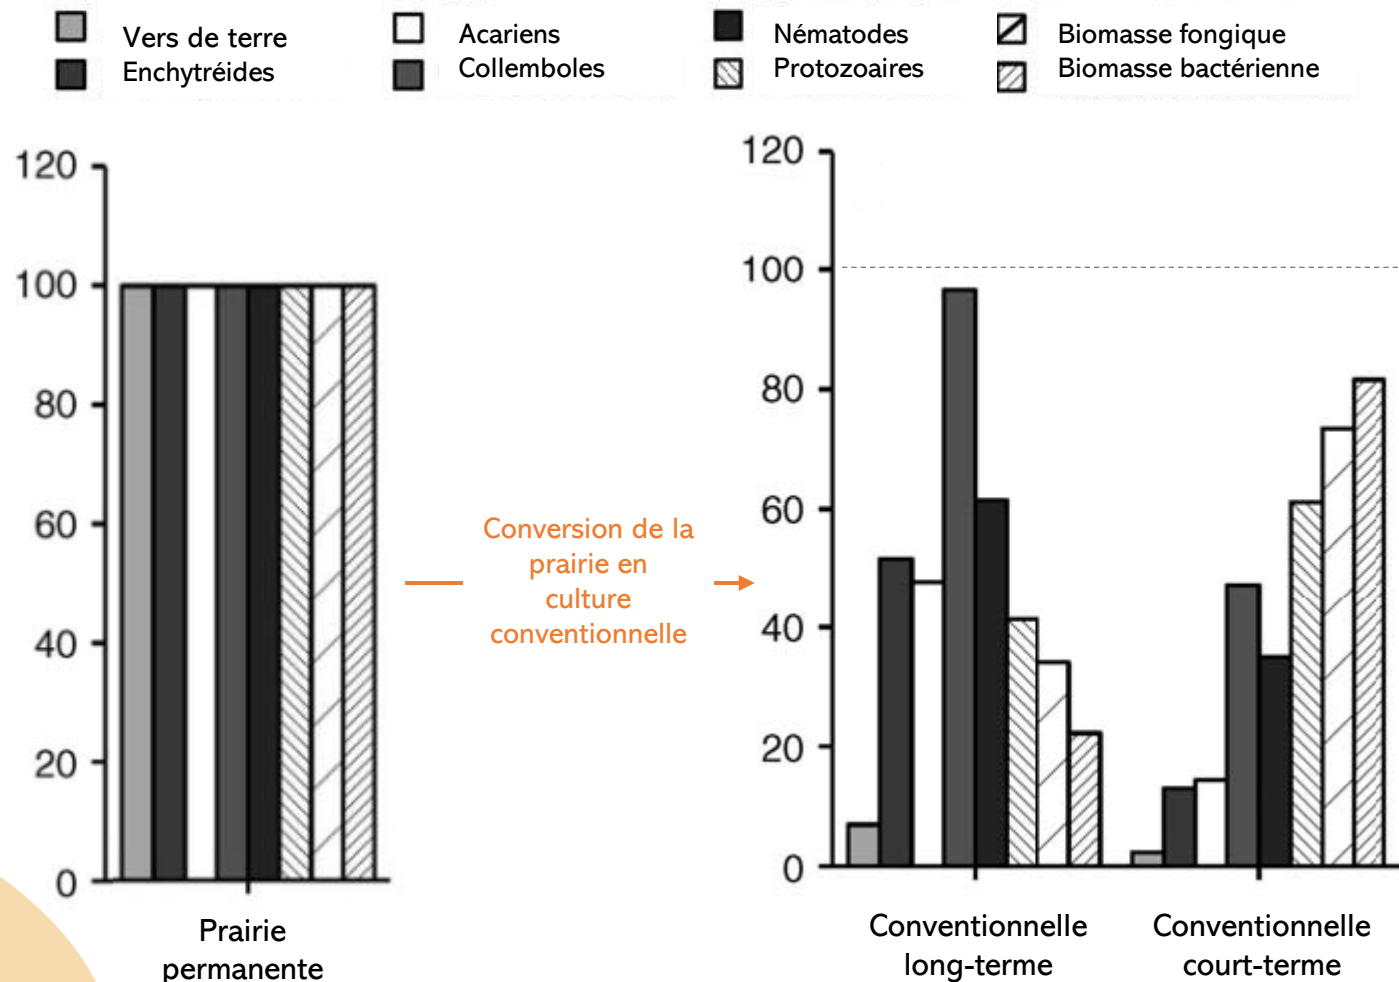 Vers de terre
Enchytréides
Acariens
Collemboles
Nématodes
Protozoaires
Biomasse fongique
Biomasse bactérienne
120
100
80
60
40
20
0
Prairie
permanente
Conversion de la
prairie en
culture
conventionnelle
120
100
80
60
40
20
0
Conventionnelle
long-terme
Conventionnelle
court-terme